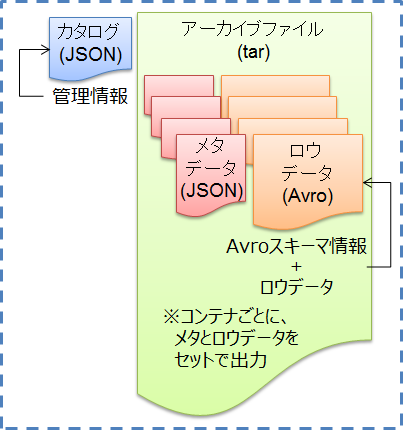 カタログ
(JSON)
管理情報
アーカイブファイル
(tar)
メタ
データ
(JSON)
ロウ
データ
(Avro)
Avroスキーマ情報
+
ロウデータ
※コンテナごとに、
メタとロウデータを
セットで出力